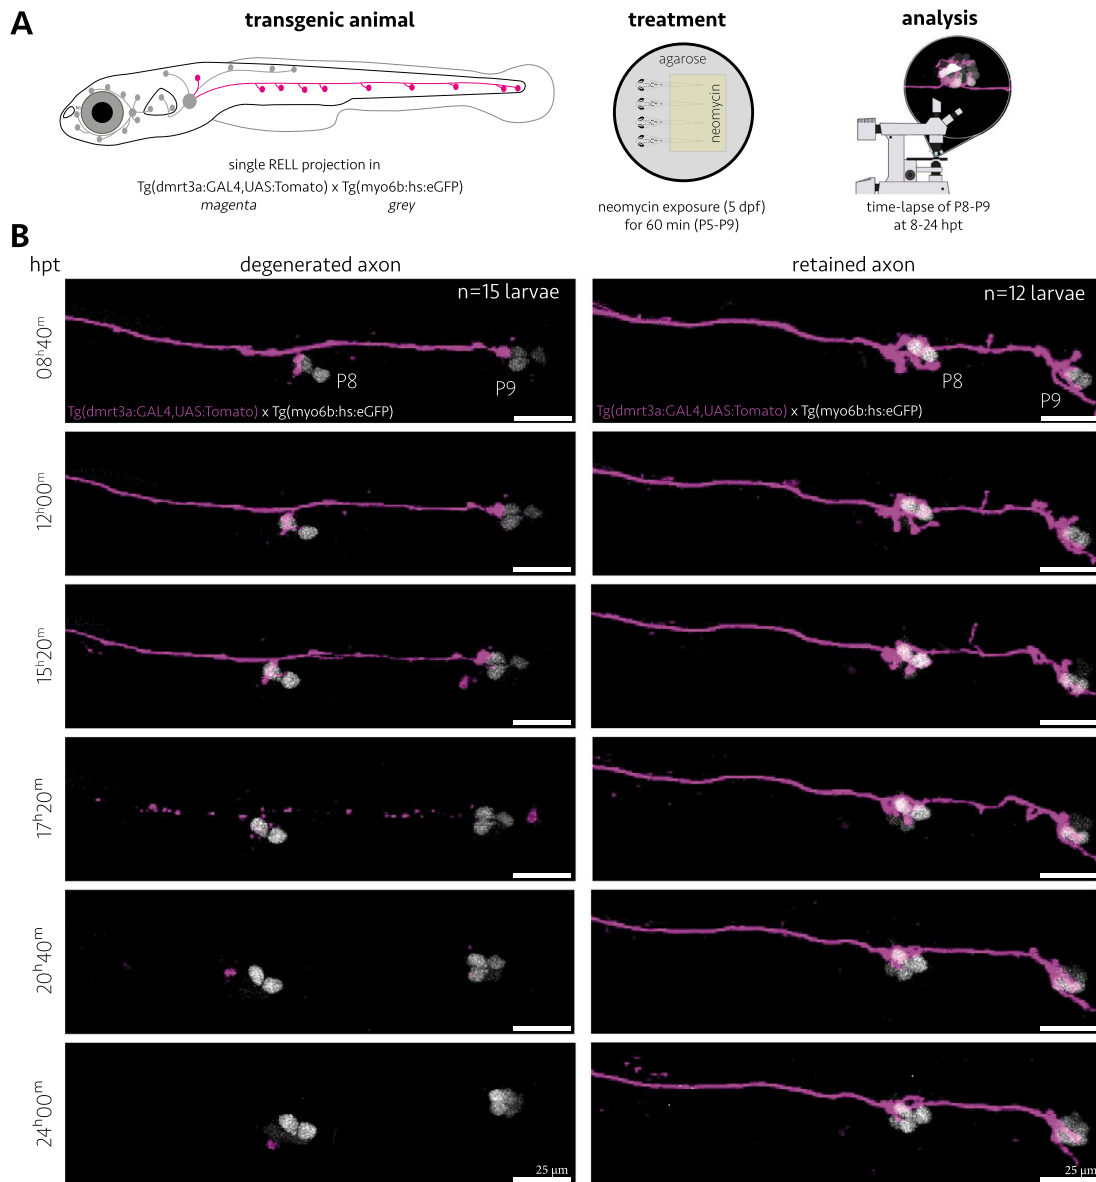 A
transgenic animal
treatment
analysis
agarose
neomycin
single RELL projection in
Tg(dmrt3a:GAL4,UAS:Tomato) x Tg(myo6b:hs:eGFP)
magenta
grey
neomycin exposure (5 dpf)
for 60 min (P5-P9)
time-lapse of P8-P9
at 8-24 hpt
B
hpt
degenerated axon
retained axon
08h40m
n=15 larvae
P8
P9
Tg(dmrt3a:GAL4,UAS:Tomato) x Tg(myo6b:hs:eGFP)
n=12 larvae
P8
P9
Tg(dmrt3a:GAL4,UAS:Tomato) x Tg(myo6b:hs:eGFP)
12h00m
15h20m
17h20m
20h40m
24h00m
25 µm
25 µm